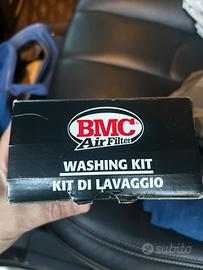 BMC
Air Filter
WASHING KIT
KIT DI LAVAGGIO
subito